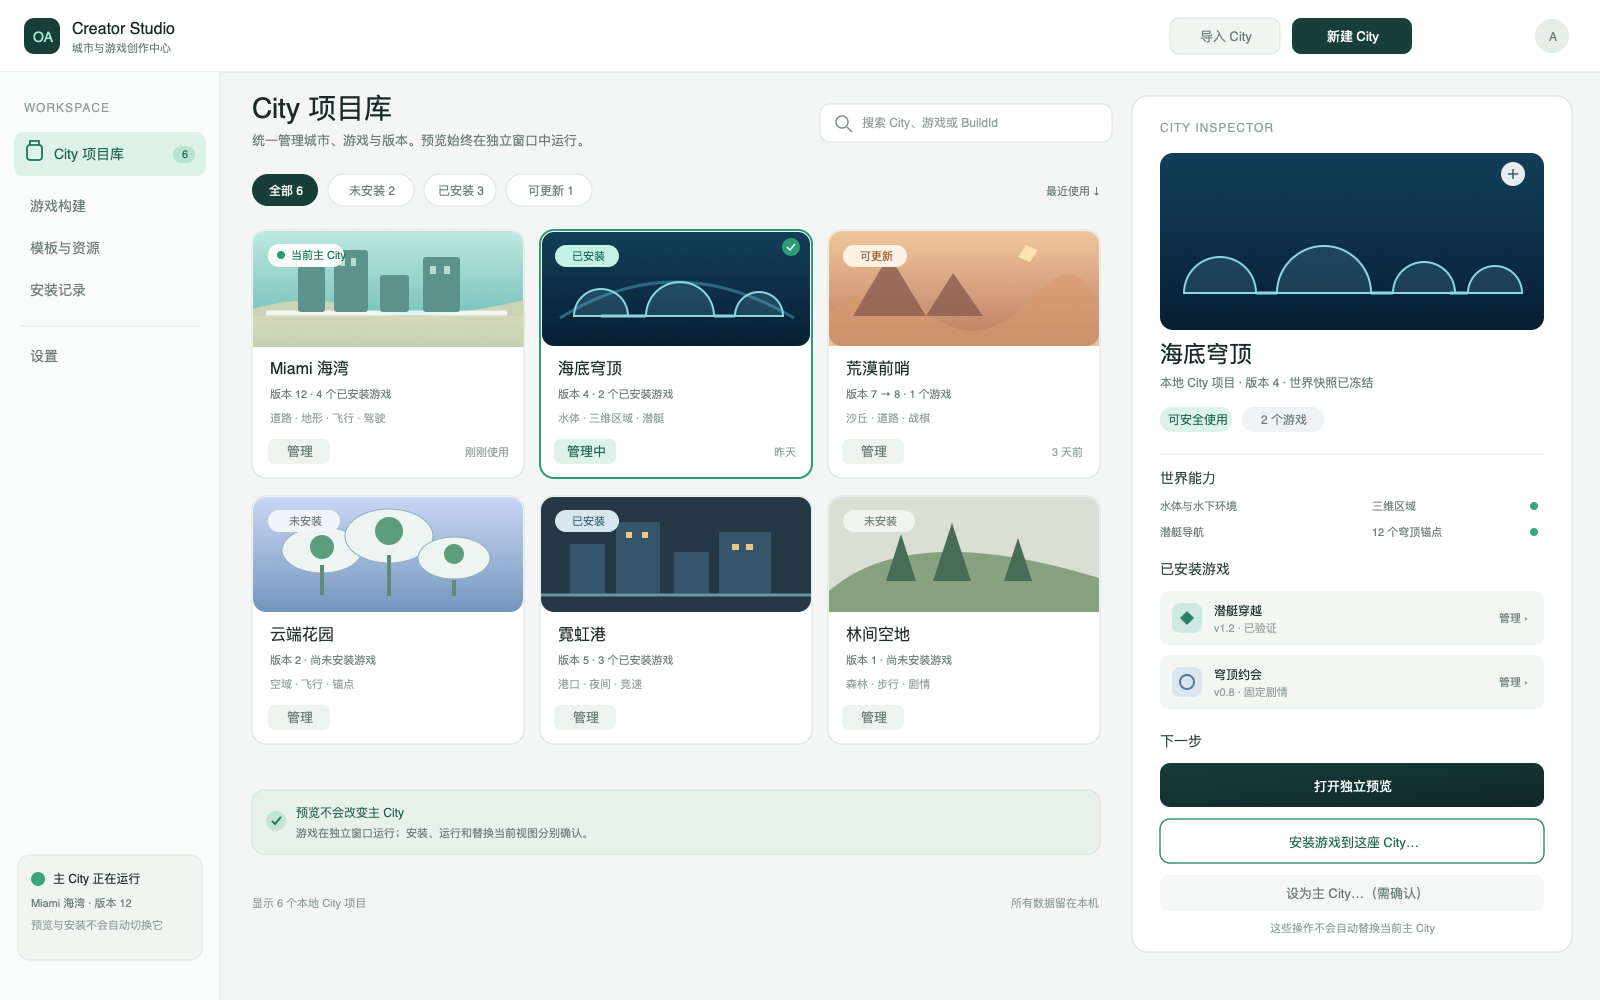 OA
Creator Studio
城市与游戏创作中心
导入 City
新建 City
A
WORKSPACE
City 项目库
6
游戏构建
模板与资源
安装记录
设置
主 City 正在运行
Miami 海湾 · 版本 12
预览与安装不会自动切换它
City 项目库
统一管理城市、游戏与版本。预览始终在独立窗口中运行。
搜索 City、游戏或 BuildId
全部 6
未安装 2
已安装 3
可更新 1
最近使用 ↓
当前主 City
Miami 海湾
版本 12 · 4 个已安装游戏
道路 · 地形 · 飞行 · 驾驶
管理
刚刚使用
已安装
海底穹顶
版本 4 · 2 个已安装游戏
水体 · 三维区域 · 潜艇
管理中
昨天
可更新
荒漠前哨
版本 7 → 8 · 1 个游戏
沙丘 · 道路 · 战棋
管理
3 天前
未安装
云端花园
版本 2 · 尚未安装游戏
空域 · 飞行 · 锚点
管理
已安装
霓虹港
版本 5 · 3 个已安装游戏
港口 · 夜间 · 竞速
管理
未安装
林间空地
版本 1 · 尚未安装游戏
森林 · 步行 · 剧情
管理
预览不会改变主 City
游戏在独立窗口运行；安装、运行和替换当前视图分别确认。
显示 6 个本地 City 项目
所有数据留在本机
CITY INSPECTOR
海底穹顶
本地 City 项目 · 版本 4 · 世界快照已冻结
可安全使用
2 个游戏
世界能力
水体与水下环境
三维区域
潜艇导航
12 个穹顶锚点
已安装游戏
潜艇穿越
v1.2 · 已验证
管理 ›
穹顶约会
v0.8 · 固定剧情
管理 ›
下一步
打开独立预览
安装游戏到这座 City…
设为主 City…（需确认）
这些操作不会自动替换当前主 City